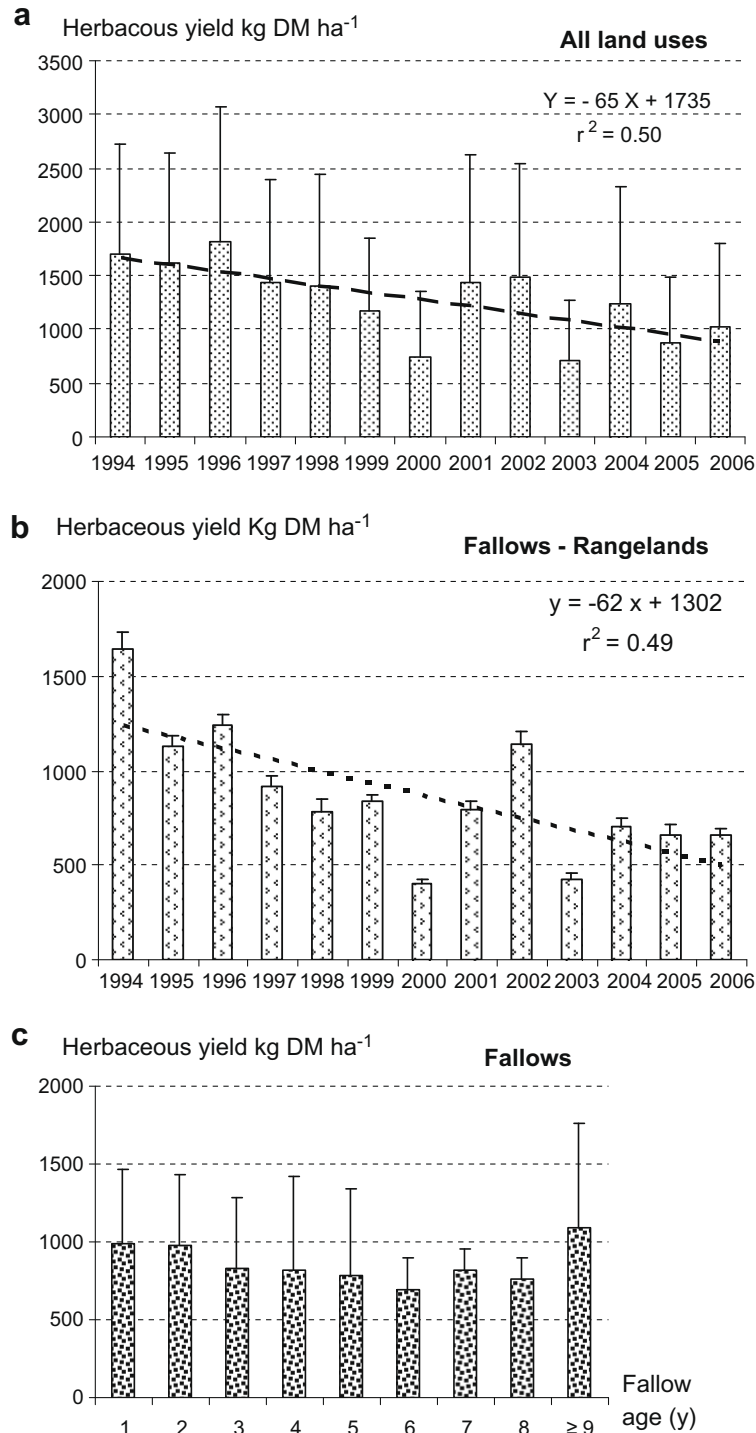 a
Herbacous yield kg DM ha-1
All land uses
Y = - 65 X + 1735
r2 = 0.50
3500
3000
2500
2000
1500
1000
500
0
1994 1995 1996 1997 1998 1999 2000 2001 2002 2003 2004 2005 2006
b
Herbaceous yield Kg DM ha-1
Fallows - Rangelands
y = -62 x + 1302
r2 = 0.49
2000
1500
1000
500
0
1994 1995 1996 1997 1998 1999 2000 2001 2002 2003 2004 2005 2006
c
Herbaceous yield kg DM ha-1
Fallows
2000
1500
1000
500
0
1 2 3 4 5 6 7 8 ≥ 9
Fallow
age (y)